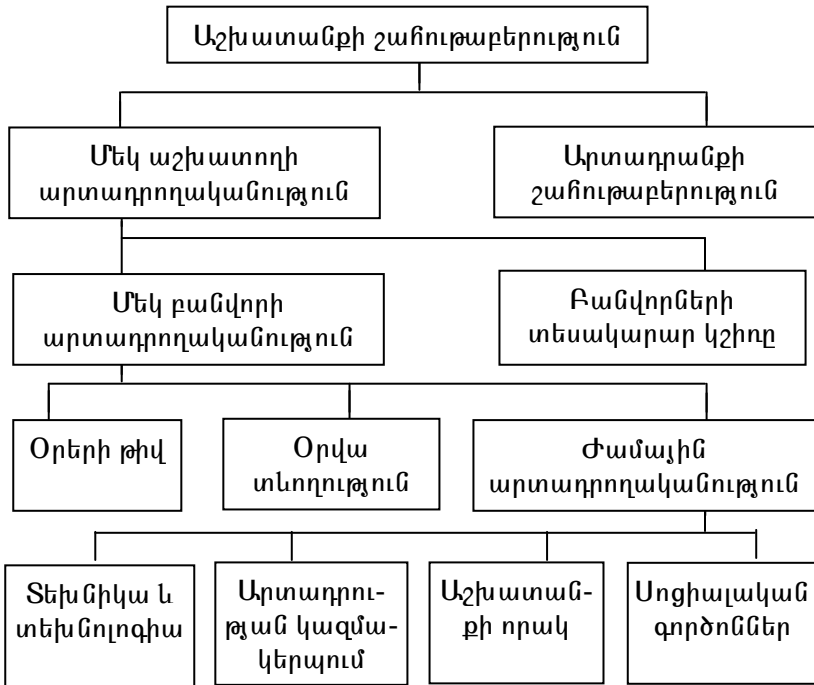 Աշխատանքի շահութաբերություն
Մեկ աշխատողի
արտադրողականություն
Արտադրանքի
շահութաբերություն
Մեկ բանվորի
արտադրողականություն
Բանվորների
տեսակարար կշիռը
Օրերի թիվ
Օրվա
տևողություն
Ժամային
արտադրողականություն
Տեխնիկա և
տեխնոլոգիա
Արտադրու-
թյան կազմա-
կերպում
Աշխատան-
քի որակ
Սոցիալական
գործոններ